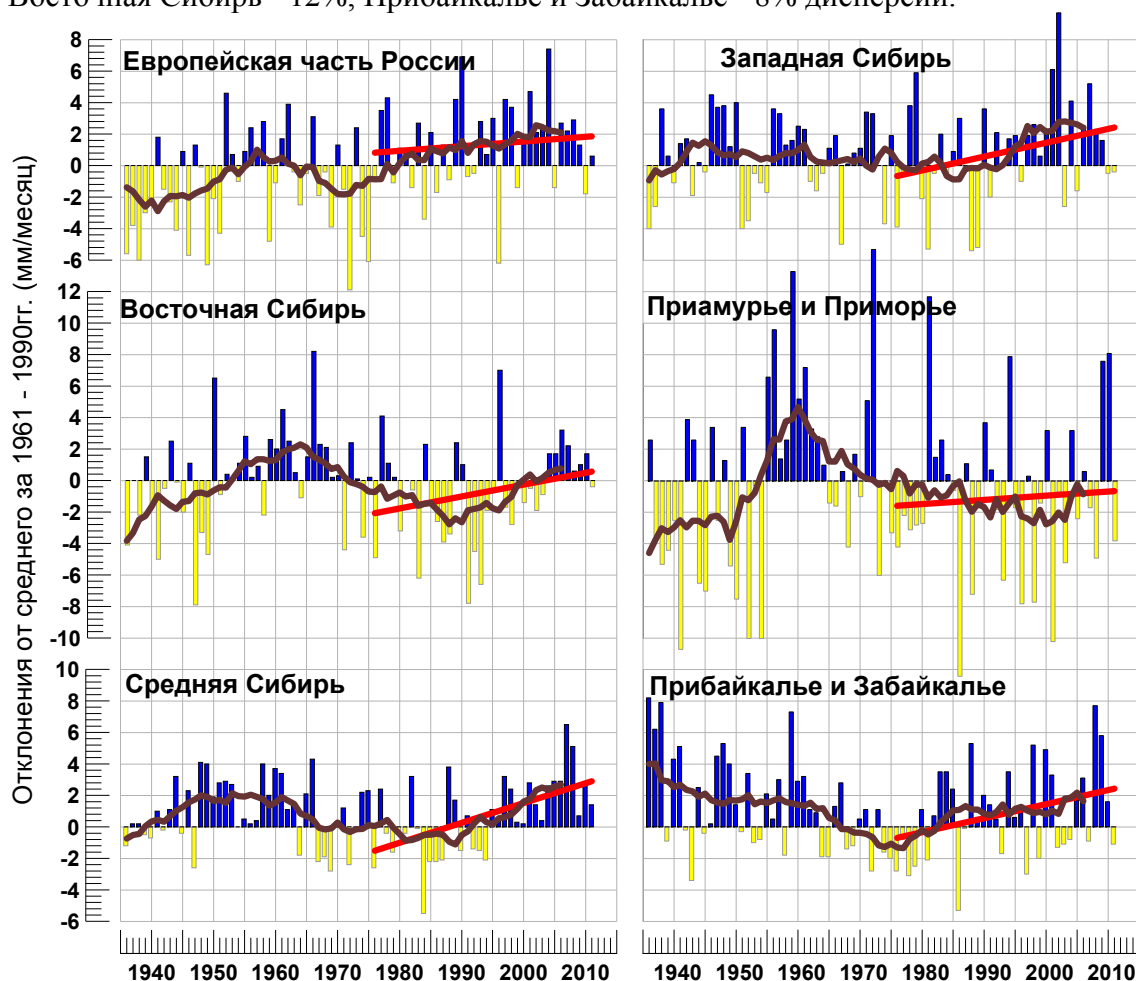 Восточная Сибирь - 12%, Прибайкалье и Забайкалье - 8% дисперсии.
Отклонения от среднего за 1961 - 1990гг. (мм/месяц)
Европейская часть России
Западная Сибирь
8
6
4
2
0
-2
-4
-6
Восточная Сибирь
Приамурье и Приморье
12
10
8
6
4
2
0
-2
-4
-6
-8
-10
Средняя Сибирь
Прибайкалье и Забайкалье
10
8
6
4
2
0
-2
-4
-6
1940 1950 1960 1970 1980 1990 2000 2010
1940 1950 1960 1970 1980 1990 2000 2010